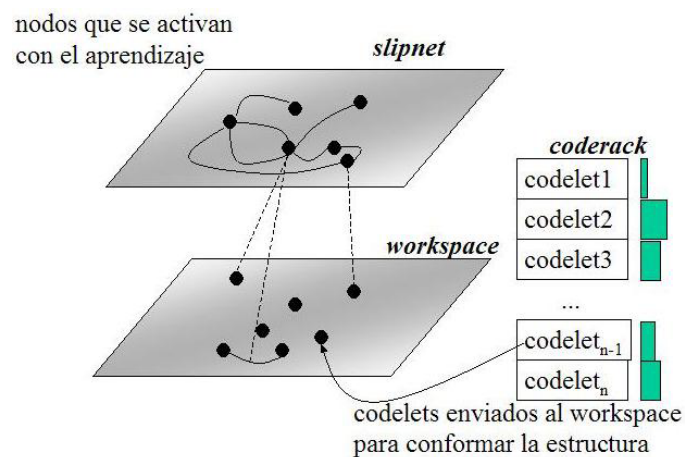 nodos que se activan
con el aprendizaje
slipnet
coderack
codelet1
codelet2
codelet3
...
codeletn-1
codeletn
workspace
codelets enviados al workspace
para conformar la estructura